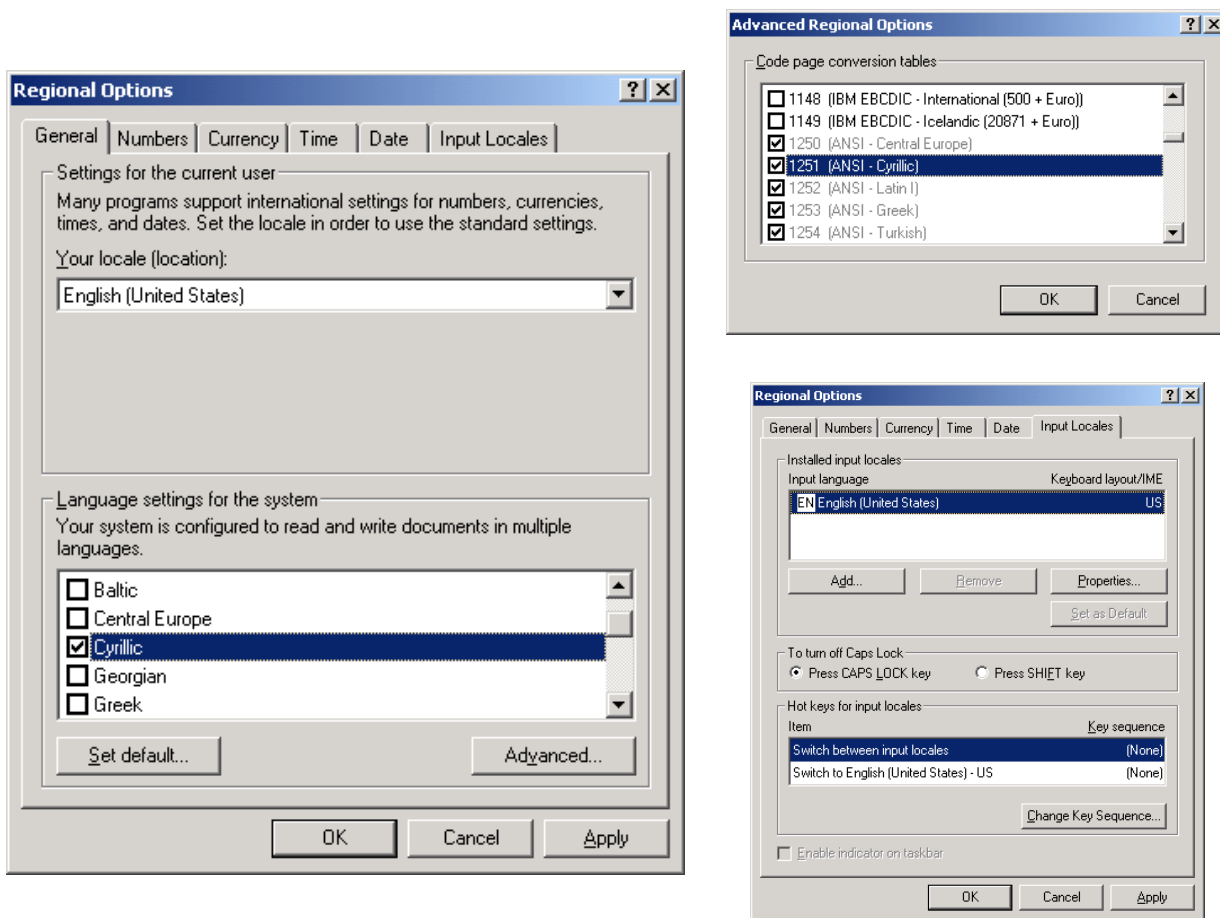 Regional Options
General Numbers Currency Time Date Input Locales
Settings for the current user
Many programs support international settings for numbers, currencies,
times, and dates. Set the locale in order to use the standard settings.
Your locale (location):
English (United States)
Language settings for the system
Your system is configured to read and write documents in multiple
languages.
Baltic
Central Europe
Cyrillic
Georgian
Greek
Set default... Advanced...
OK Cancel Apply
Advanced Regional Options
Code page conversion tables
1148 (IBM EBCDIC - International (500 + Euro))
1149 (IBM EBCDIC - Icelandic (20871 + Euro))
1250 (ANSI - Central Europe)
1251 (ANSI - Cyrillic)
1252 (ANSI - Latin I)
1253 (ANSI - Greek)
1254 (ANSI - Turkish)
OK Cancel
Regional Options
General Numbers Currency Time Date Input Locales
Installed input locales
Input language Keyboard layout/IME
EN English (United States) US
Add... Remove Properties...
Set as Default
To turn off Caps Lock
Press CAPS LOCK key Press SHIFT key
Hot keys for input locales
Item Key sequence
Switch between input locales (None)
Switch to English (United States) - US (None)
Change Key Sequence...
Enable indicator on taskbar
OK Cancel Apply